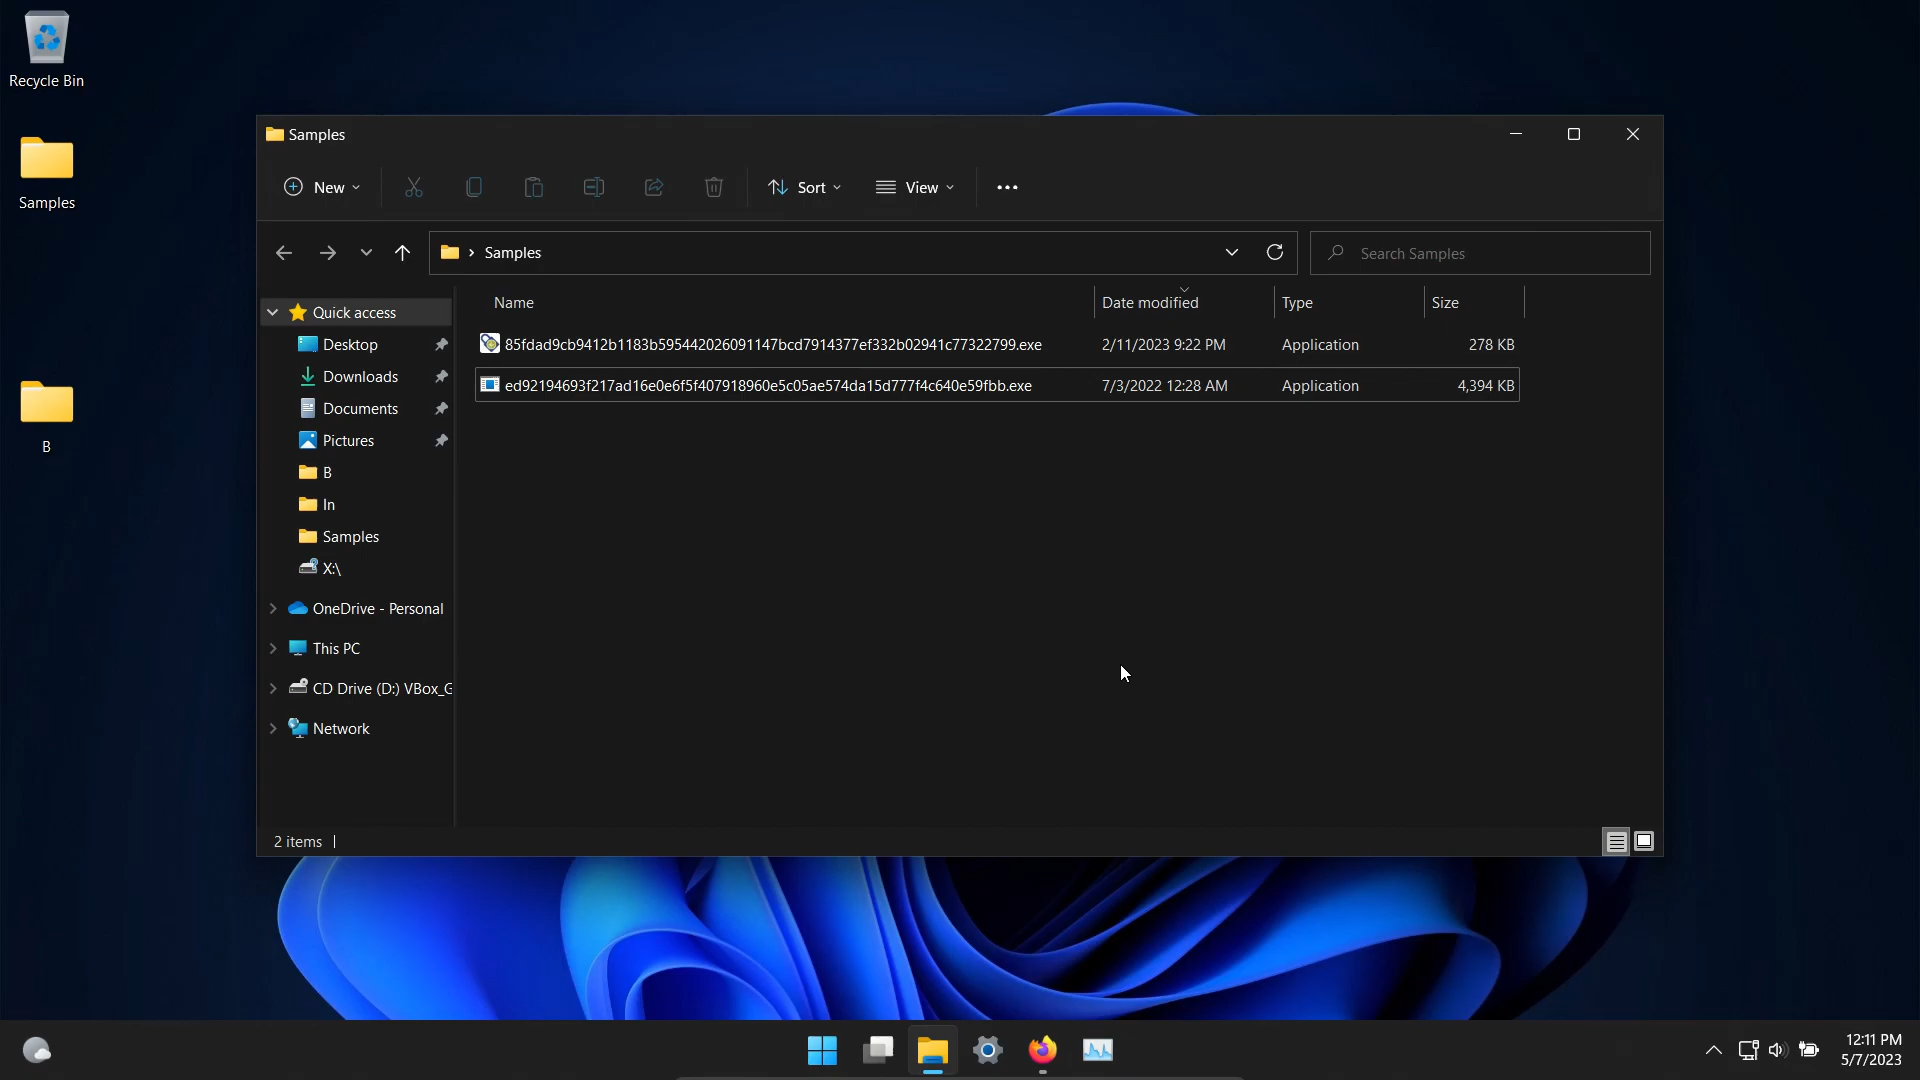 Recycle Bin
Samples
B
Samples
New
Sort
View
Samples
Search Samples
Name
Date modified
Type
Size
85fdad9cb9412b1183b595442026091147bcd7914377ef332b02941c77322799.exe
2/11/2023 9:22 PM
Application
278 KB
ed92194693f217ad16e0e6f5f407918960e5c05ae574da15d777f4c640e59fbb.exe
7/3/2022 12:28 AM
Application
4,394 KB
Quick access
Desktop
Downloads
Documents
Pictures
B
In
Samples
X:\
OneDrive - Personal
This PC
CD Drive (D:) VBox_G
Network
2 items
12:11 PM
5/7/2023